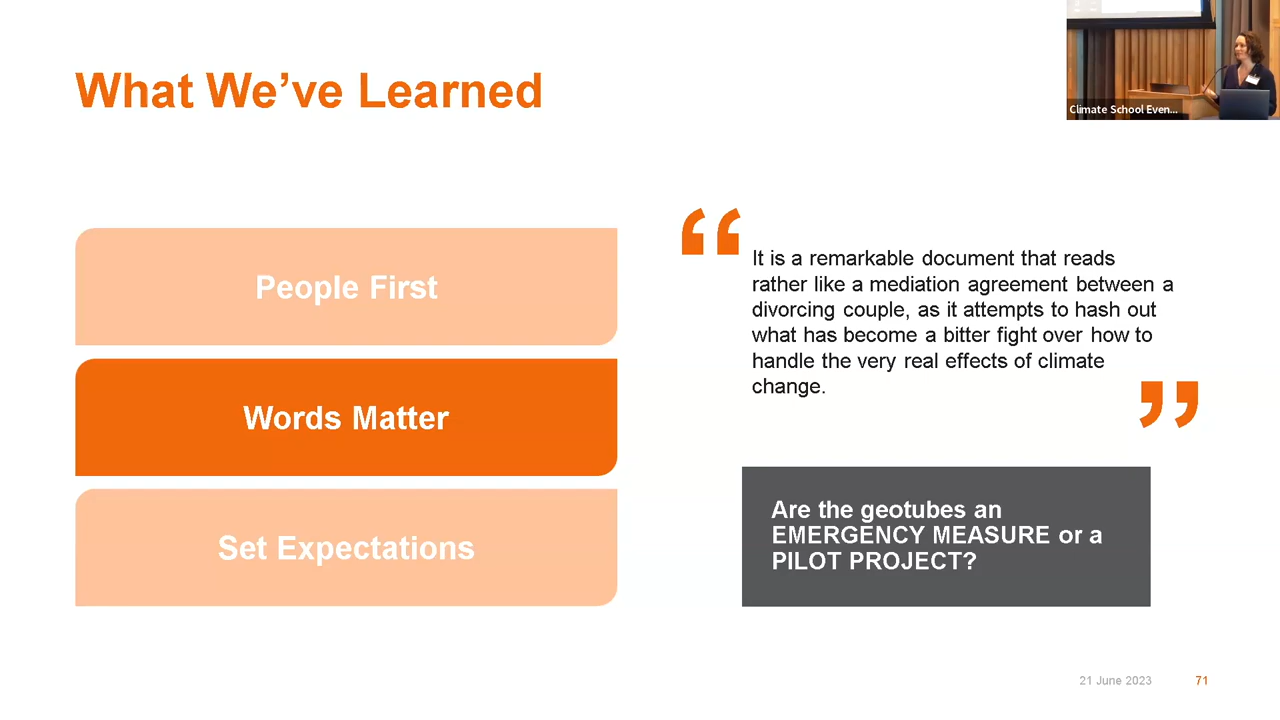 What We’ve Learned
Climate School Even...
People First
Words Matter
Set Expectations
“
It is a remarkable document that reads
rather like a mediation agreement between a
divorcing couple, as it attempts to hash out
what has become a bitter fight over how to
handle the very real effects of climate
change.
”
Are the geotubes an
EMERGENCY MEASURE or a
PILOT PROJECT?
21 June 2023
71